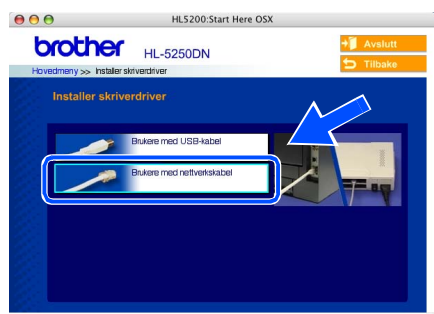 HL5200:Start Here OSX
brother HL-5250DN
Avslutt
Tilbake
Hovedmeny >> Installer skriverdriver
Installer skriverdriver
Brukere med USB-kabel
Brukere med nettverkskabel